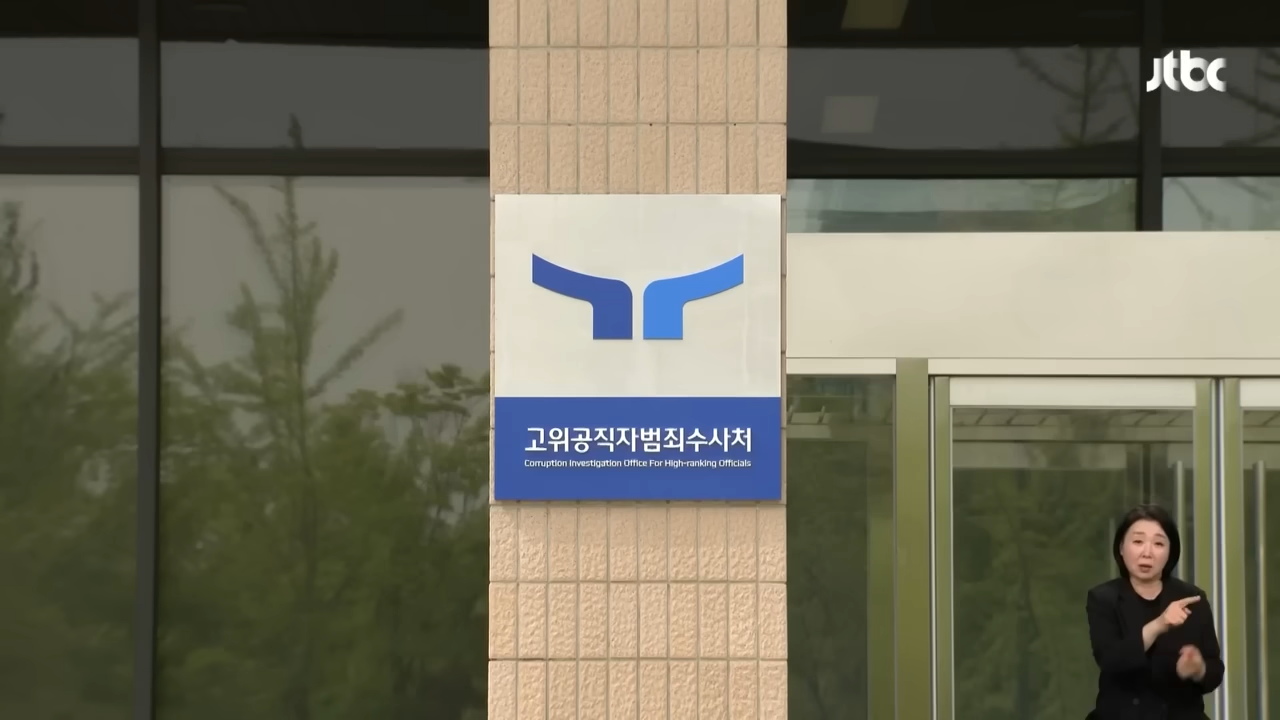 jtbc
고위공직자범죄수사처
Corruption Investigation Office For High-ranking Officials